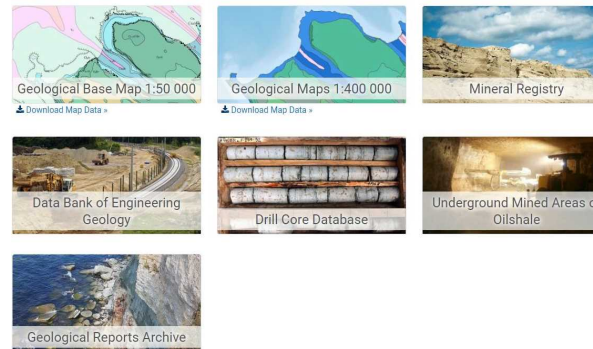 Geological Base Map 1:50 000
Geological Maps 1:400 000
Mineral Registry
Download Map Data »
Download Map Data »
Data Bank of Engineering
Geology
Drill Core Database
Underground Mined Areas o
Oilshale
Geological Reports Archive